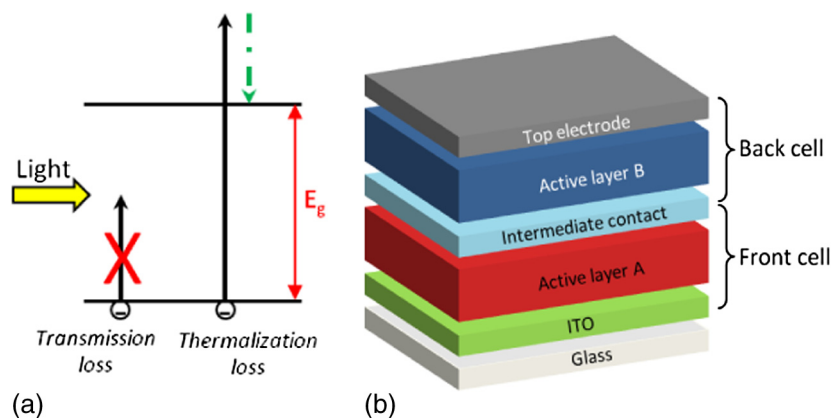 Light
E_g
Transmission
loss
Thermalization
loss
(a)
Top electrode
Active layer B
Intermediate contact
Active layer A
ITO
Glass
Back cell
Front cell
(b)